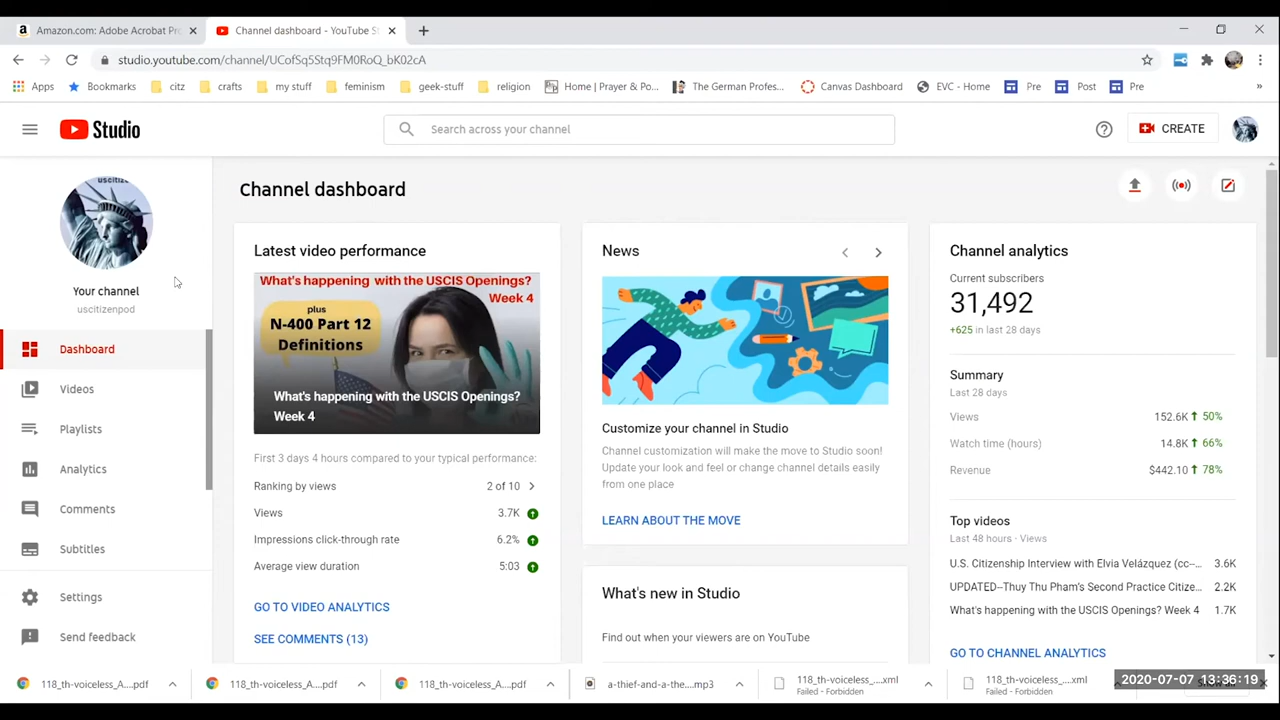 Amazon.com: Adobe Acrobat Pr
Channel dashboard - YouTube S
studio.youtube.com/channel/UCofSq5Stq9FM0RoQ_bK02cA
Apps
Bookmarks
citz
crafts
my stuff
feminism
geek-stuff
religion
Home | Prayer & Po...
The German Profes...
Canvas Dashboard
EVC - Home
Pre
Post
Pre
»
Studio
Search across your channel
CREATE
uscitizen
Your channel
uscitizenpod
Dashboard
Videos
Playlists
Analytics
Comments
Subtitles
Settings
Send feedback
Channel dashboard
Latest video performance
What's happening with the USCIS Openings?
Week 4
plus
N-400 Part 12
Definitions
What's happening with the USCIS Openings?
Week 4
First 3 days 4 hours compared to your typical performance:
Ranking by views 2 of 10
Views 3.7K
Impressions click-through rate 6.2%
Average view duration 5:03
GO TO VIDEO ANALYTICS
SEE COMMENTS (13)
News
Customize your channel in Studio
Channel customization will make the move to Studio soon!
Update your look and feel or change channel details easily
from one place
LEARN ABOUT THE MOVE
What's new in Studio
Find out when your viewers are on YouTube
Channel analytics
Current subscribers
31,492
+625 in last 28 days
Summary
Last 28 days
Views 152.6K 50%
Watch time (hours) 14.8K 66%
Revenue $442.10 78%
Top videos
Last 48 hours · Views
U.S. Citizenship Interview with Elvia Velázquez (cc--... 3.6K
UPDATED--Thuy Thu Pham's Second Practice Citize... 2.2K
What's happening with the USCIS Openings? Week 4 1.7K
GO TO CHANNEL ANALYTICS
118_th-voiceless_A....pdf
118_th-voiceless_A....pdf
118_th-voiceless_A....pdf
a-thief-and-a-the....mp3
118_th-voiceless_....xml
Failed - Forbidden
118_th-voiceless_....xml
Failed - Forbidden
2020-07-07 13:36:19